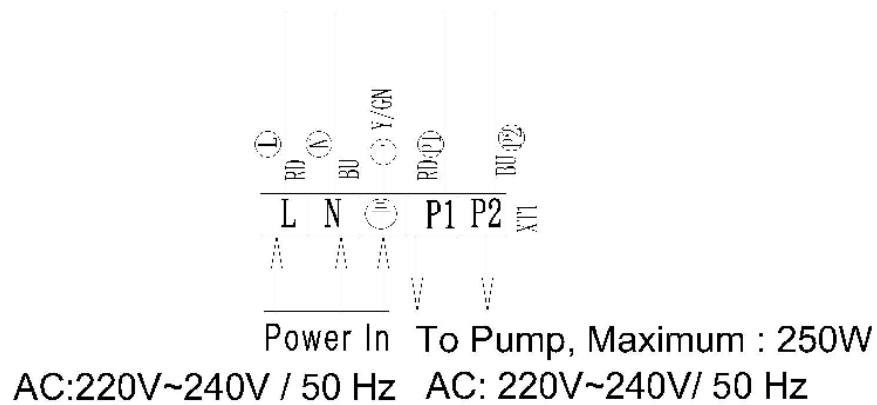 L N P1 P2
RD BU Y/GN RD BU
L N P1 P2 XT1
Power In To Pump, Maximum : 250W
AC:220V~240V / 50 Hz AC: 220V~240V/ 50 Hz